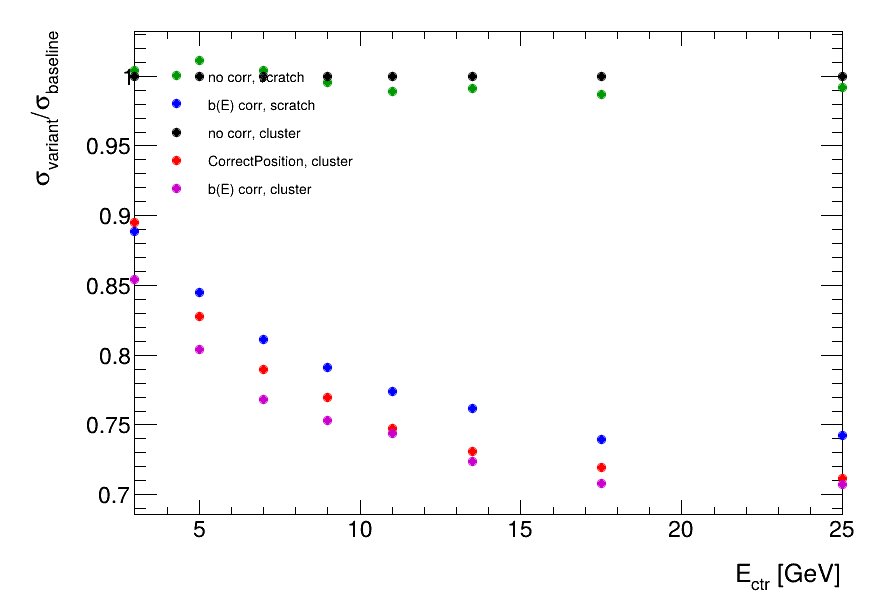 σvariant/σbaseline
1
0.95
0.9
0.85
0.8
0.75
0.7
no corr, scratch
b(E) corr, scratch
no corr, cluster
CorrectPosition, cluster
b(E) corr, cluster
5 10 15 20 25
Ectr [GeV]